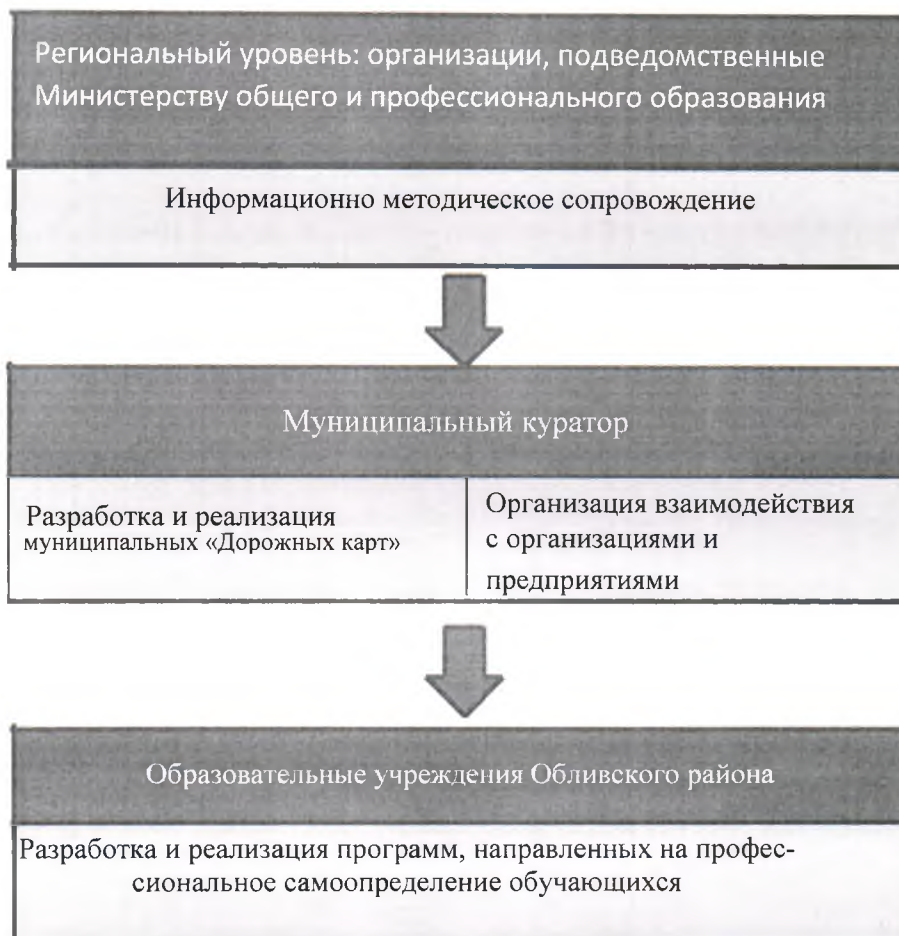 Региональный уровень: организации, подведомственные
Министерству общего и профессионального образования
Информационно методическое сопровождение
Муниципальный куратор
Разработка и реализация
муниципальных «Дорожных карт»
Организация взаимодействия
с организациями и
предприятиями
Образовательные учреждения Обливского района
Разработка и реализация программ, направленных на профес-
сиональное самоопределение обучающихся